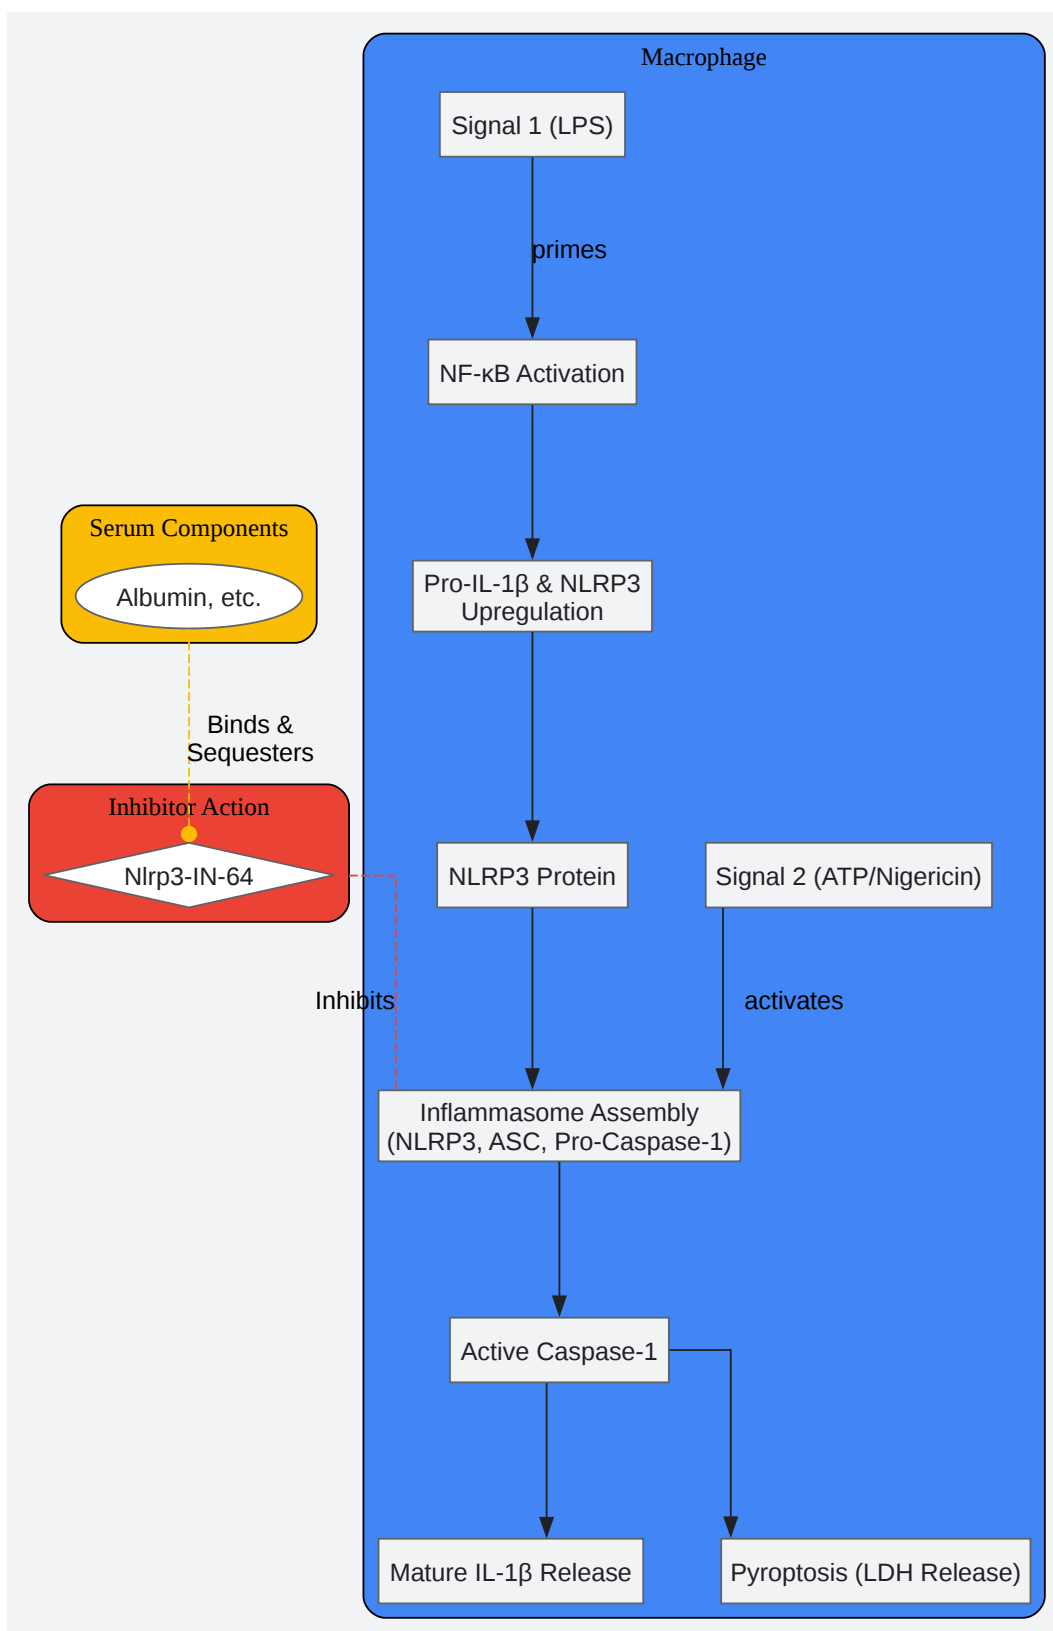 Macrophage
Signal 1 (LPS)
primes
NF-κB Activation
Serum Components
Albumin, etc.
Pro-IL-1β & NLRP3
Upregulation
Binds &
Sequesters
Inhibitor Action
Nlrp3-IN-64
NLRP3 Protein
Signal 2 (ATP/Nigericin)
Inhibits
activates
Inflammasome Assembly
(NLRP3, ASC, Pro-Caspase-1)
Active Caspase-1
Mature IL-1β Release
Pyroptosis (LDH Release)